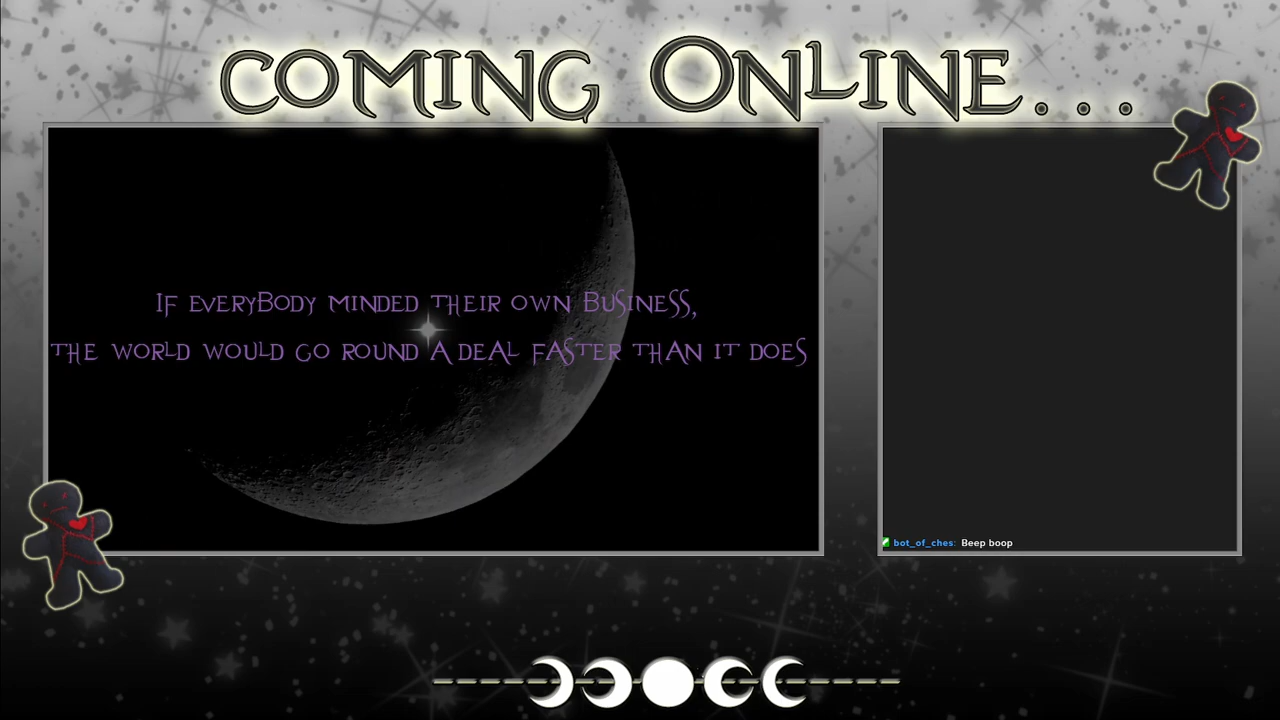 Coming Online...
If everybody minded their own business,
the world would go round a deal faster than it does
bot_of_ches: Beep boop